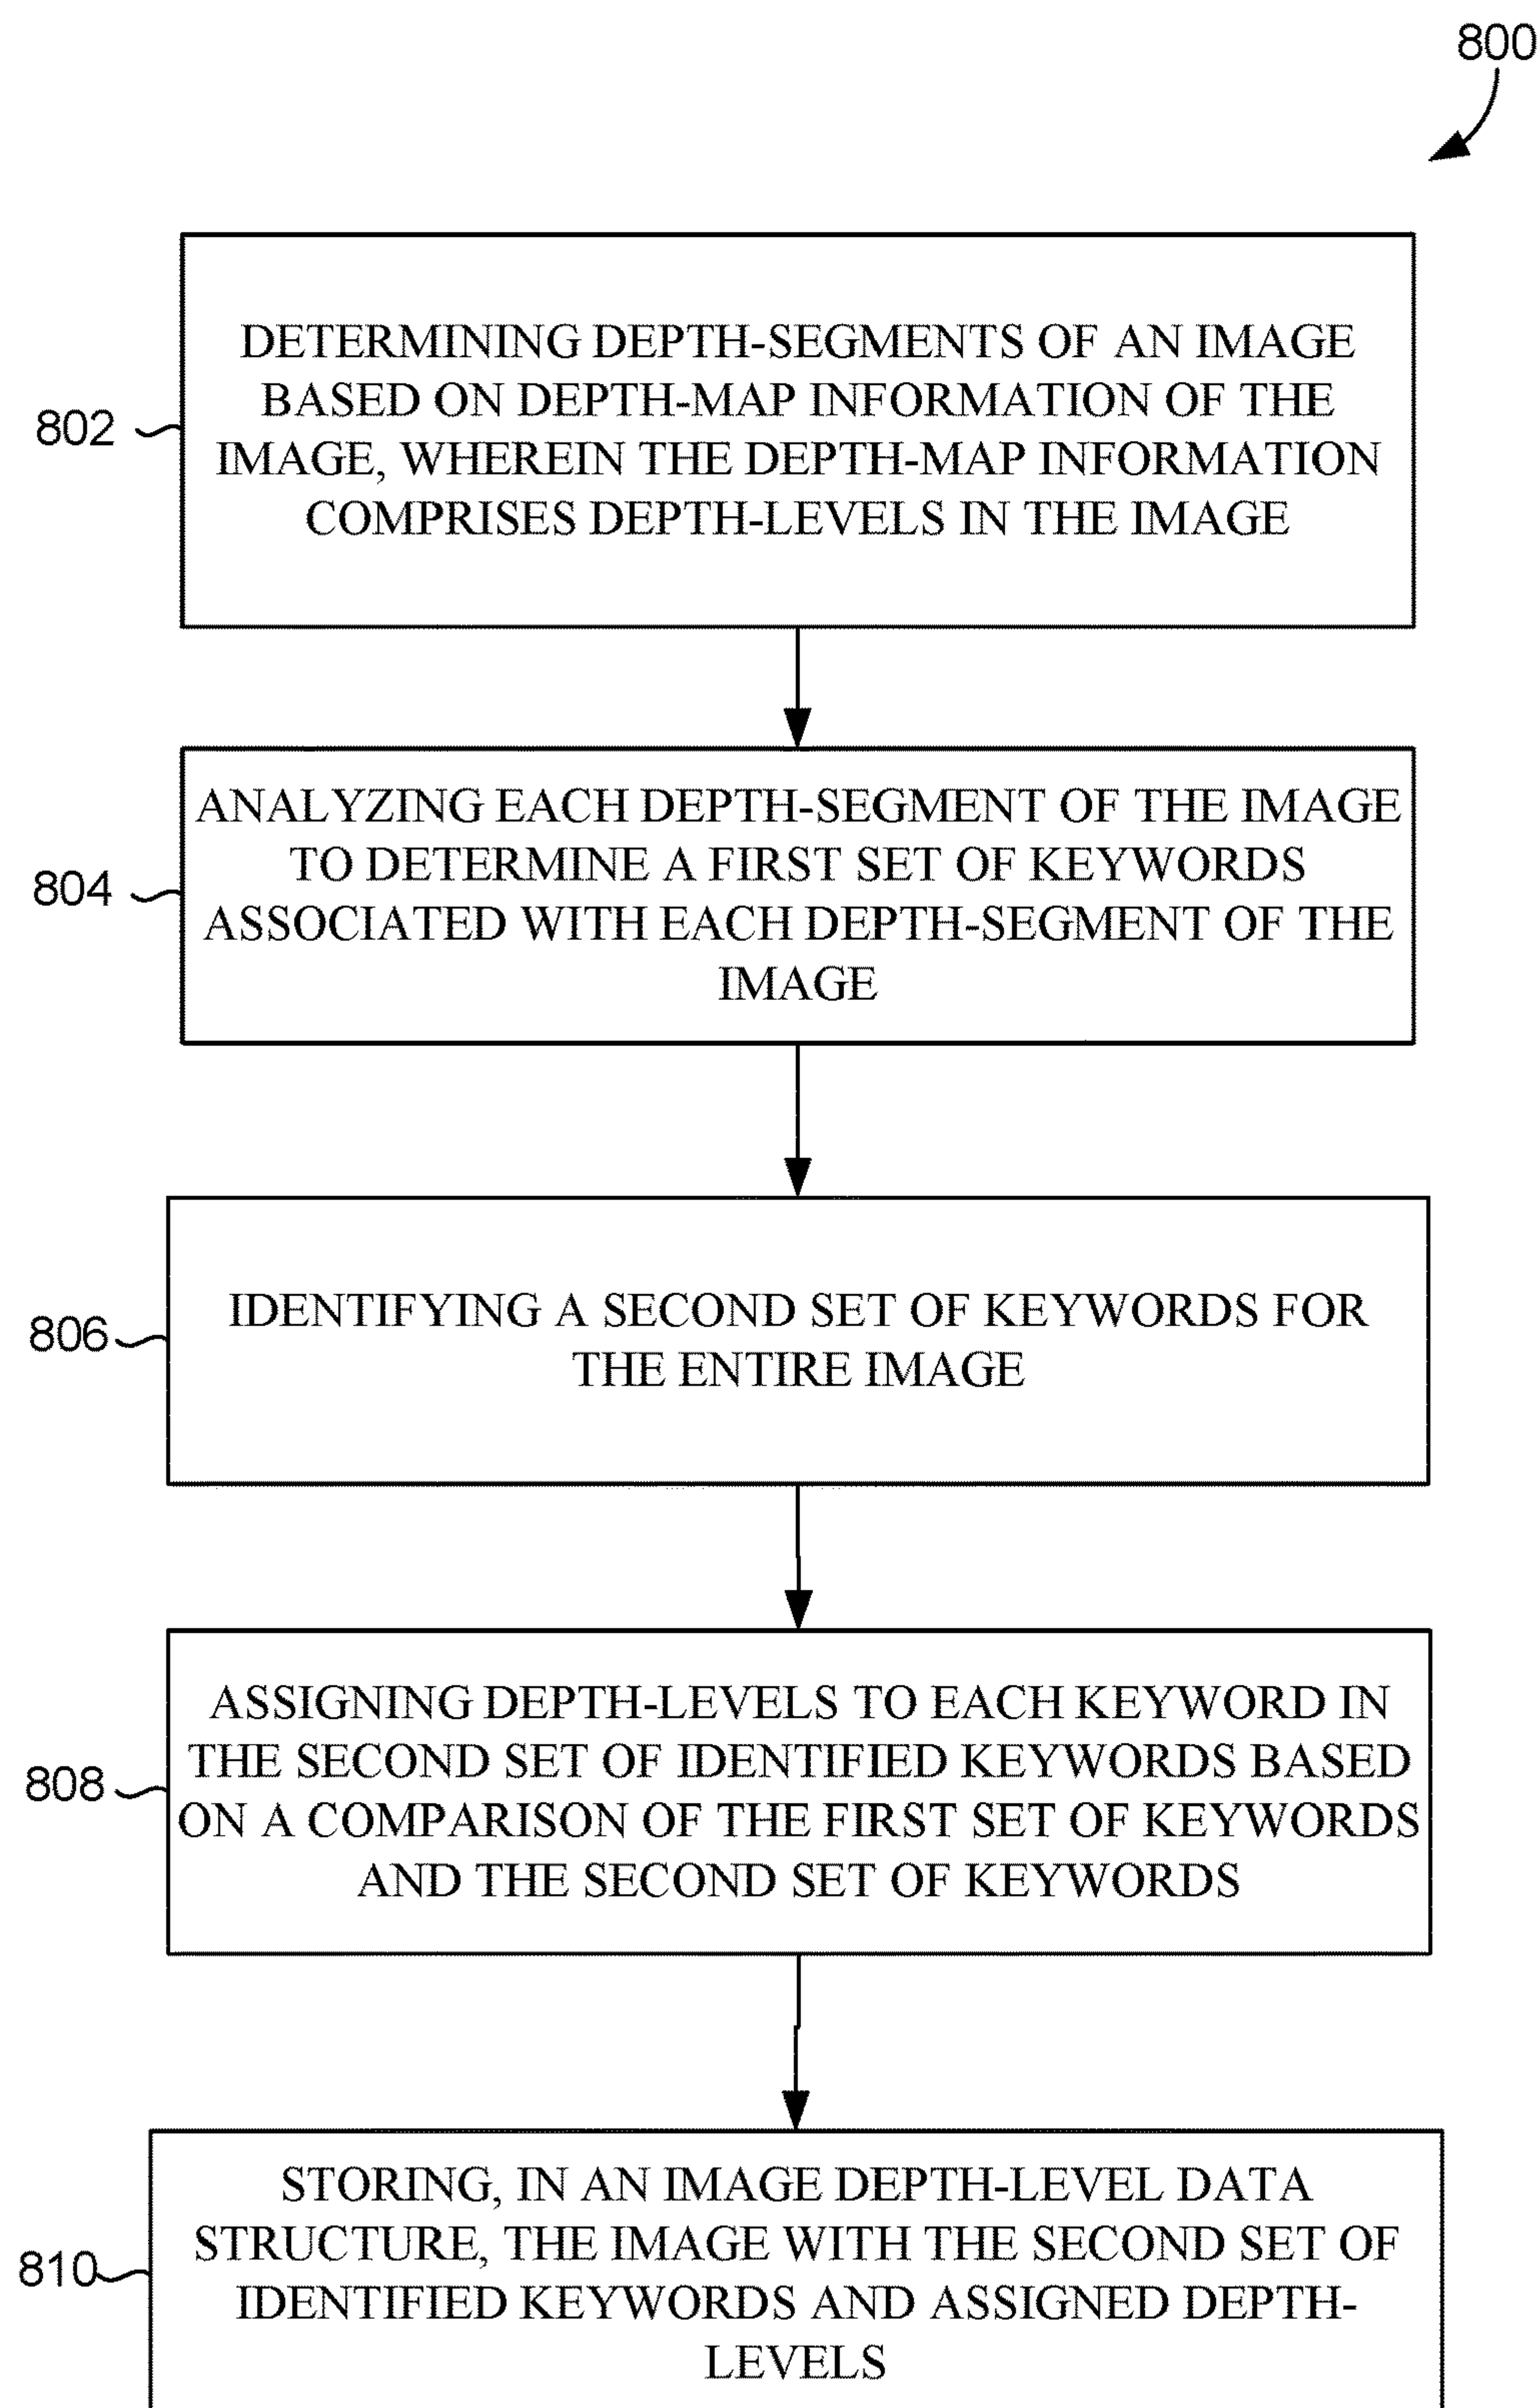 800
DETERMINING DEPTH-SEGMENTS OF AN IMAGE
BASED ON DEPTH-MAP INFORMATION OF THE
IMAGE, WHEREIN THE DEPTH-MAP INFORMATION
COMPRISES DEPTH-LEVELS IN THE IMAGE
802
ANALYZING EACH DEPTH-SEGMENT OF THE IMAGE
TO DETERMINE A FIRST SET OF KEYWORDS
ASSOCIATED WITH EACH DEPTH-SEGMENT OF THE
IMAGE
804
IDENTIFYING A SECOND SET OF KEYWORDS FOR
THE ENTIRE IMAGE
806
ASSIGNING DEPTH-LEVELS TO EACH KEYWORD IN
THE SECOND SET OF IDENTIFIED KEYWORDS BASED
ON A COMPARISON OF THE FIRST SET OF KEYWORDS
AND THE SECOND SET OF KEYWORDS
808
STORING, IN AN IMAGE DEPTH-LEVEL DATA
STRUCTURE, THE IMAGE WITH THE SECOND SET OF
IDENTIFIED KEYWORDS AND ASSIGNED DEPTH-
LEVELS
810